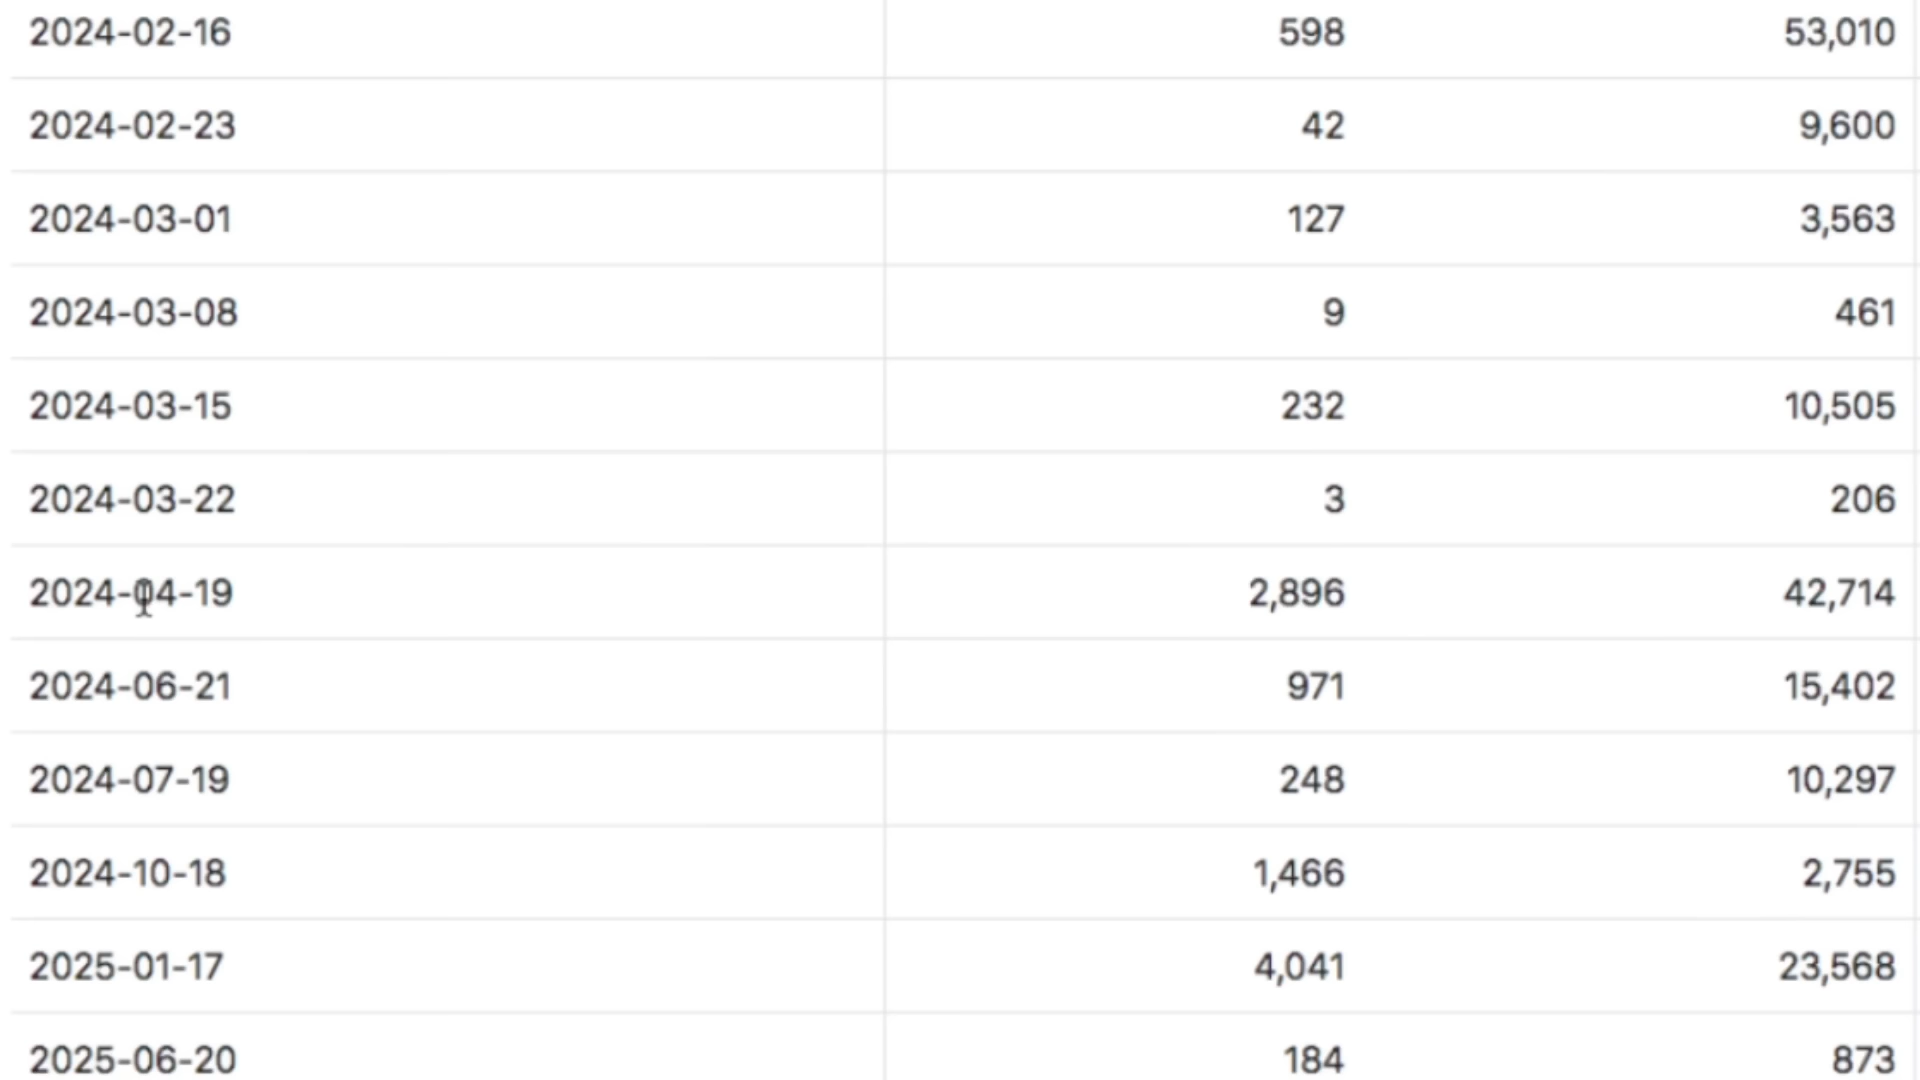 2024-02-16 598 53,010
2024-02-23 42 9,600
2024-03-01 127 3,563
2024-03-08 9 461
2024-03-15 232 10,505
2024-03-22 3 206
2024-04-19 2,896 42,714
2024-06-21 971 15,402
2024-07-19 248 10,297
2024-10-18 1,466 2,755
2025-01-17 4,041 23,568
2025-06-20 184 873